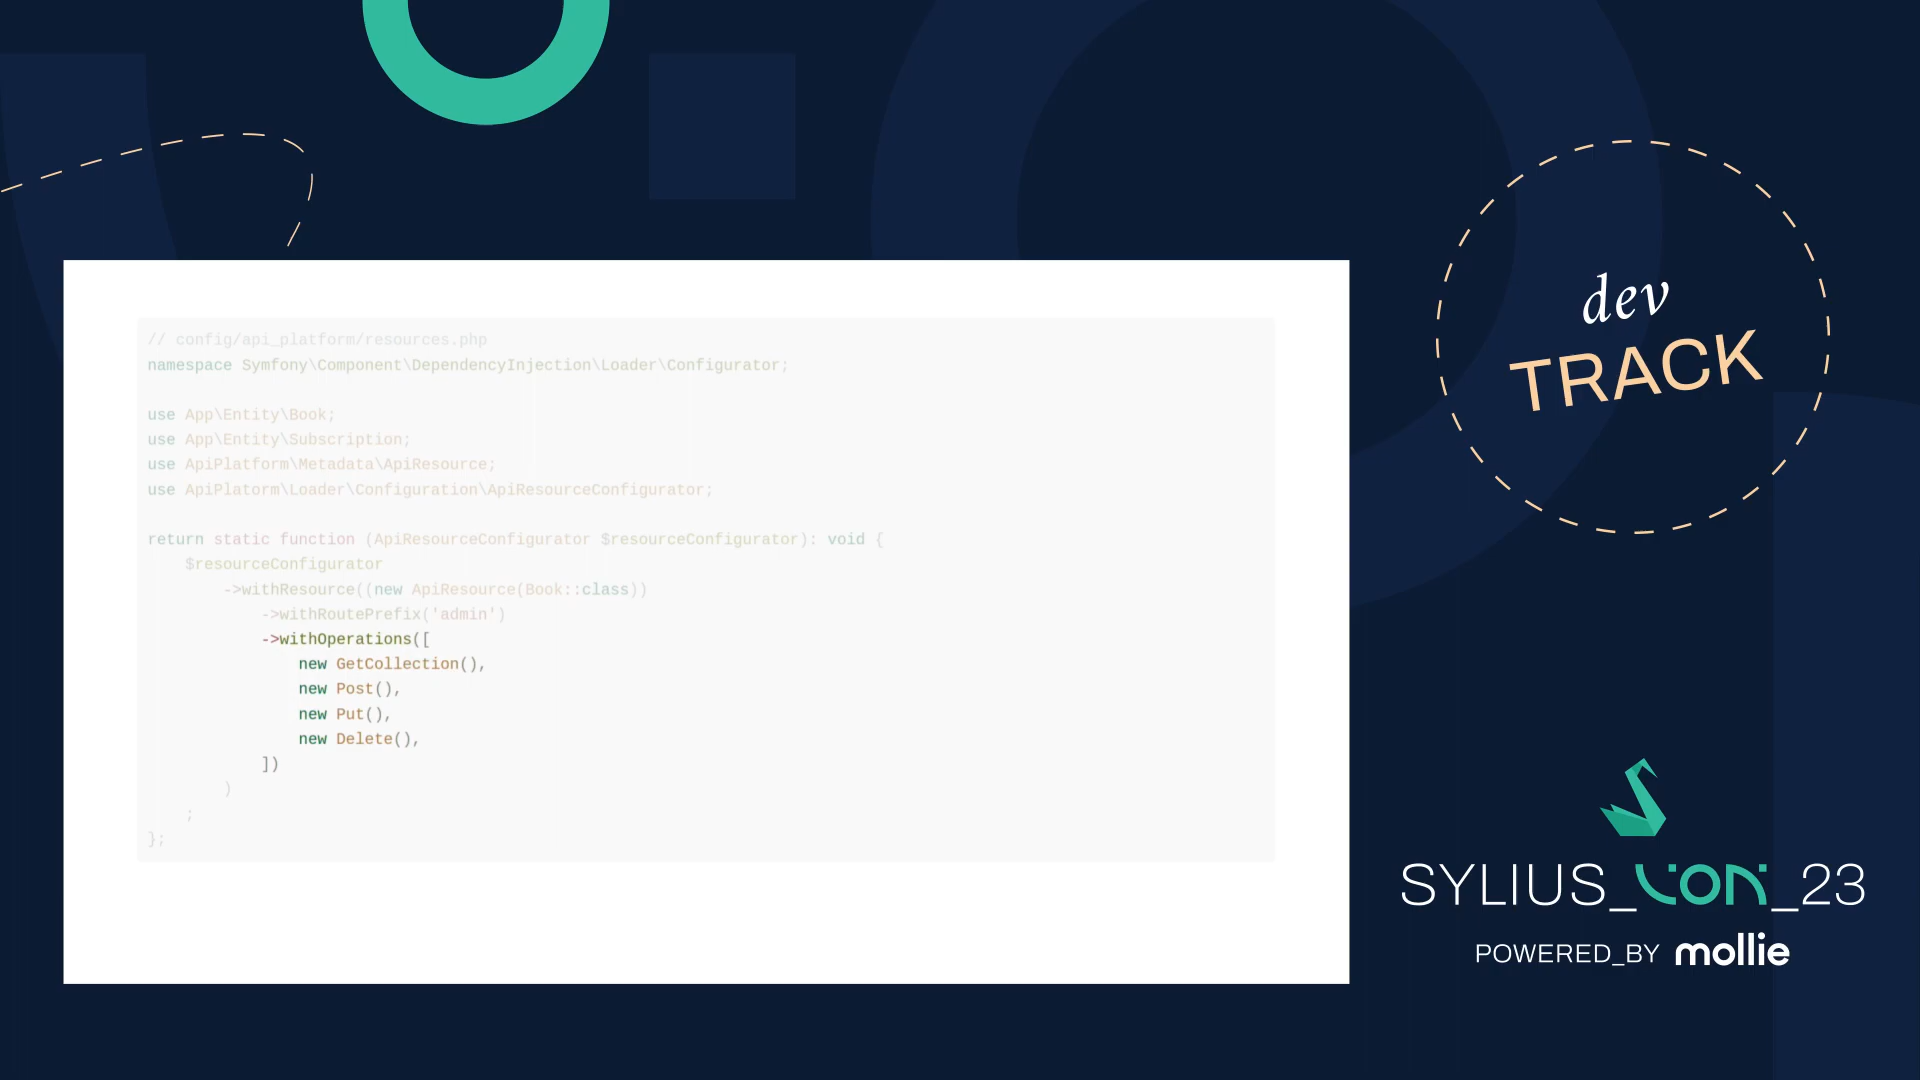 // config/api_platform/resources.php
namespace Symfony\Component\DependencyInjection\Loader\Configurator;
use App\Entity\Book;
use App\Entity\Subscription;
use ApiPlatform\Metadata\ApiResource;
use ApiPlatorm\Loader\Configuration\ApiResourceConfigurator;
return static function (ApiResourceConfigurator $resourceConfigurator): void {
    $resourceConfigurator
        ->withResource((new ApiResource(Book::class))
            ->withRoutePrefix('admin')
            ->withOperations([
                new GetCollection(),
                new Post(),
                new Put(),
                new Delete(),
            ])
        )
    ;
};
dev
TRACK
SYLIUS_CON_23
POWERED_BY mollie